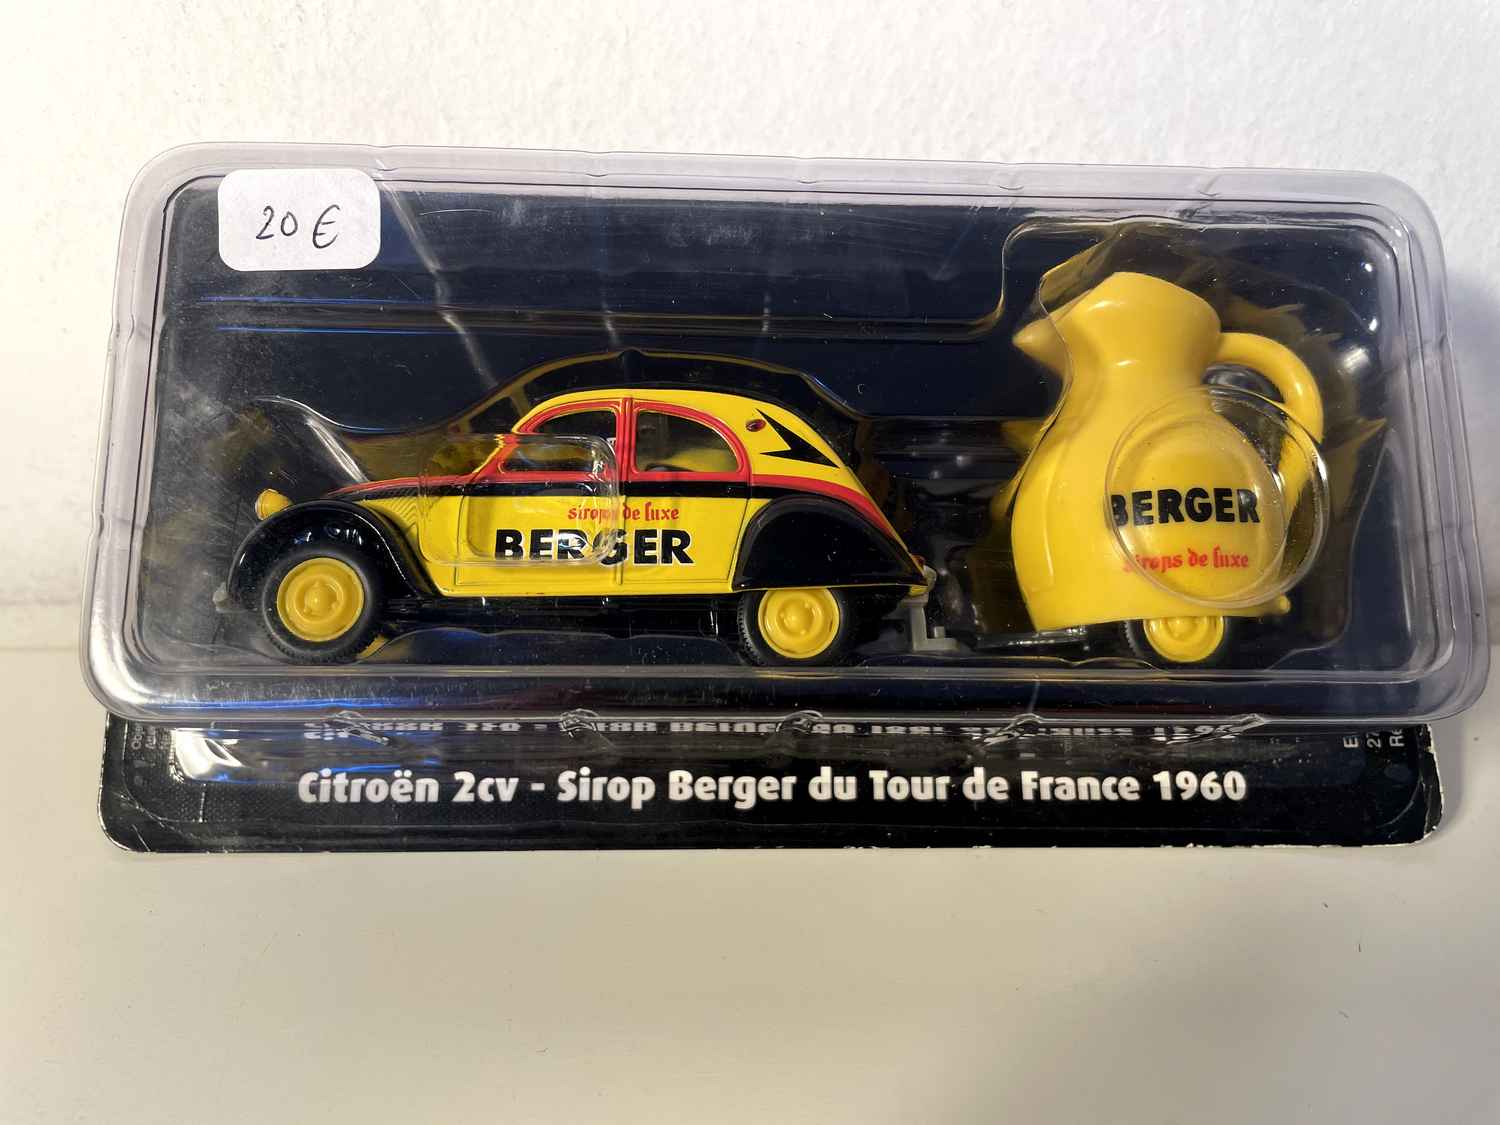 20 €
sirops de luxe
BERGER
BERGER
sirops de luxe
Citroën 2cv - Sirop Berger du Tour de France 1960